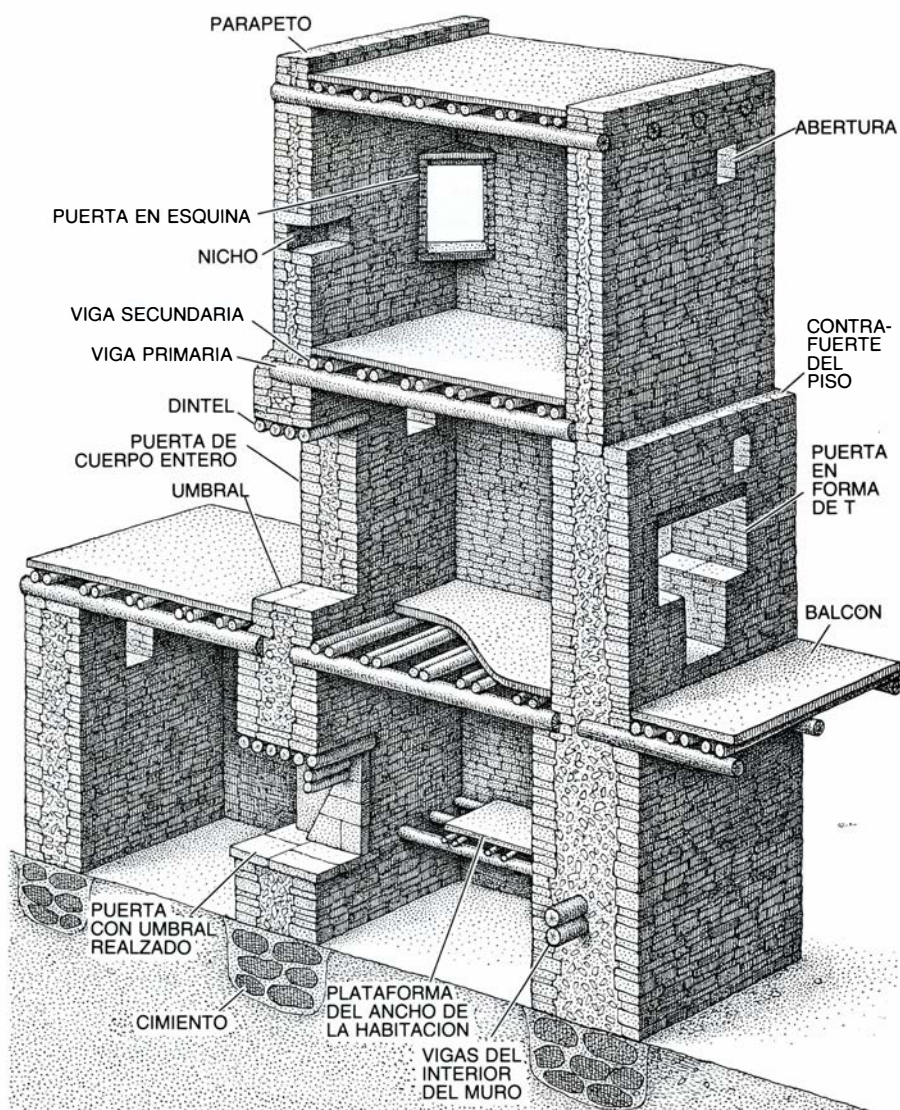 PARAPETO
ABERTURA
PUERTA EN ESQUINA
NICHO
VIGA SECUNDARIA
VIGA PRIMARIA
CONTRA-
FUERTE
DEL
PISO
DINTEL
PUERTA DE
CUERPO ENTERO
UMBRAL
PUERTA
EN
FORMA
DE T
BALCON
PUERTA
CON UMBRAL
REALZADO
CIMIENTO
PLATAFORMA
DEL ANCHO DE
LA HABITACION
VIGAS DEL
INTERIOR
DEL MURO